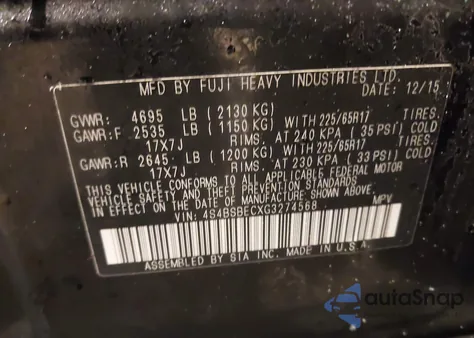 MFD BY FUJI HEAVY INDUSTRIES LTD.
DATE: 12/15
GVWR: 4695 LB (2130 KG)
GAWR:F 2535 LB (1150 KG) WITH 225/65R17 TIRES.
17X7J RIMS. AT 240 KPA (35 PSI) COLD
GAWR:R 2645 LB (1200 KG) WITH 225/65R17 TIRES.
17X7J RIMS. AT 230 KPA (33 PSI) COLD
THIS VEHICLE CONFORMS TO ALL APPLICABLE FEDERAL MOTOR
VEHICLE SAFETY AND BUMPER STANDARDS
IN EFFECT ON THE DATE OF MANUFACTURE SHOWN ABOVE.
VIN: 4S4BSBECXG3274568 MPV
ASSEMBLED BY SIA INC. MADE IN U.S.A.
autoSnap